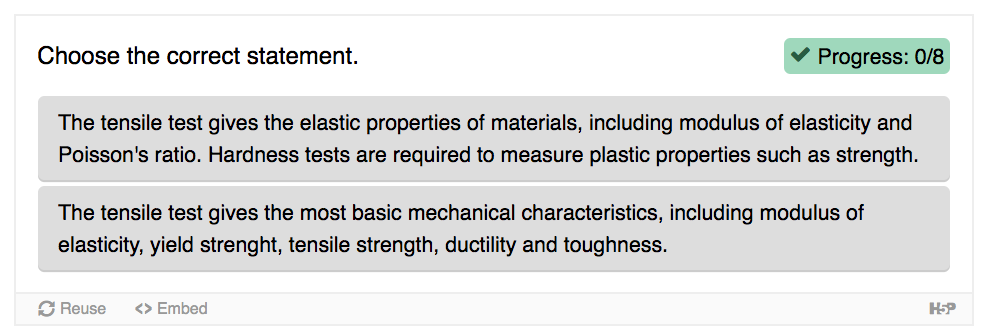 Choose the correct statement.
Progress: 0/8
The tensile test gives the elastic properties of materials, including modulus of elasticity and
Poisson's ratio. Hardness tests are required to measure plastic properties such as strength.
The tensile test gives the most basic mechanical characteristics, including modulus of
elasticity, yield strenght, tensile strength, ductility and toughness.
Reuse
<> Embed
H5P